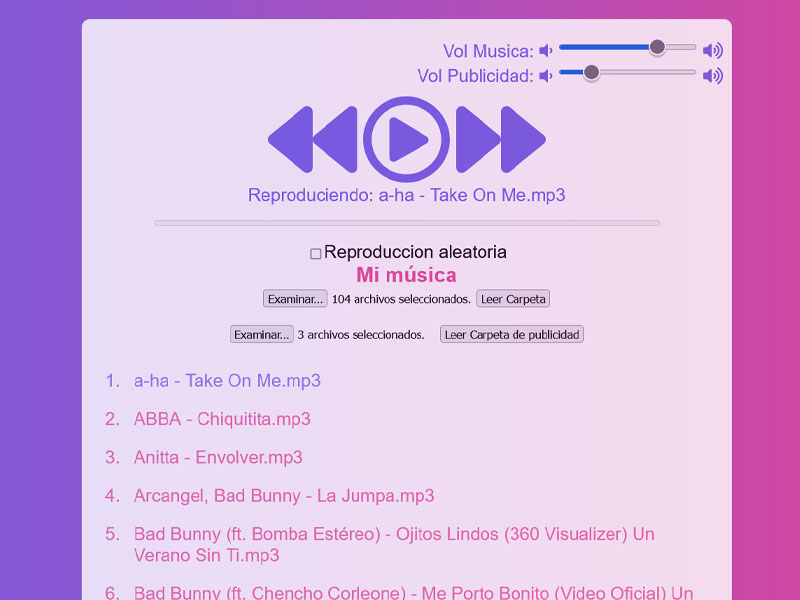 Vol Musica:
Vol Publicidad:
Reproduciendo: a-ha - Take On Me.mp3
Reproduccion aleatoria
Mi música
Examinar... 104 archivos seleccionados. Leer Carpeta
Examinar... 3 archivos seleccionados. Leer Carpeta de publicidad
1. a-ha - Take On Me.mp3
2. ABBA - Chiquitita.mp3
3. Anitta - Envolver.mp3
4. Arcangel, Bad Bunny - La Jumpa.mp3
5. Bad Bunny (ft. Bomba Estéreo) - Ojitos Lindos (360 Visualizer) Un
Verano Sin Ti.mp3
6. Bad Bunny (ft. Chencho Corleone) - Me Porto Bonito (Video Oficial) Un